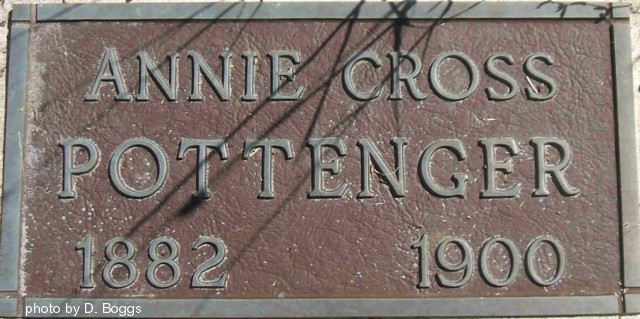 ANNIE CROSS
POTTENGER
1882 1900
photo by D. Boggs